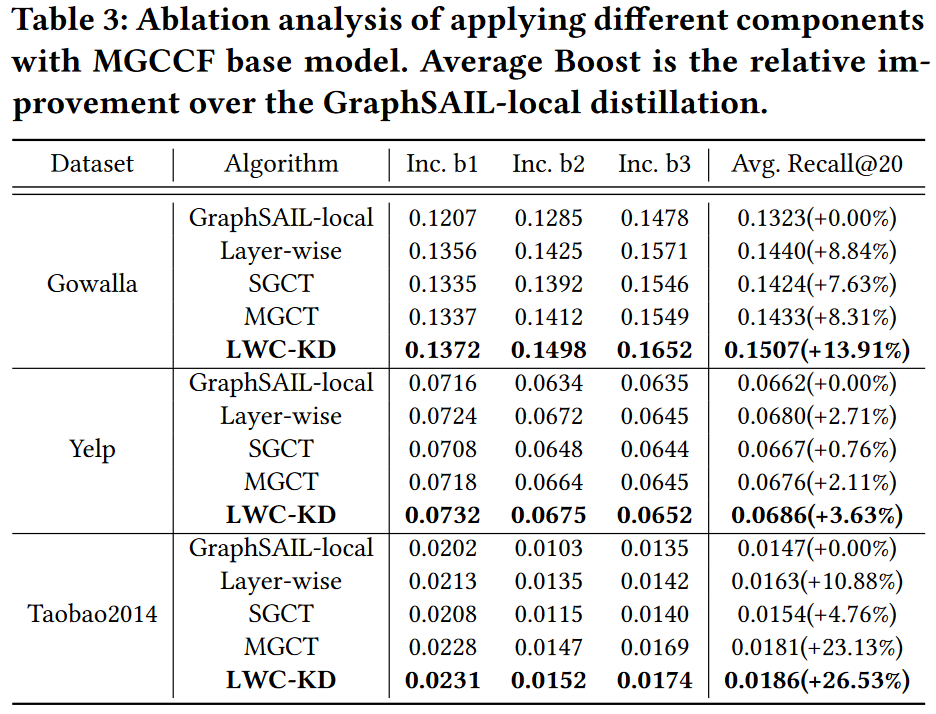 Table 3: Ablation analysis of applying different components
with MGCCF base model. Average Boost is the relative im-
provement over the GraphSAIL-local distillation.
Dataset Algorithm Inc. b1 Inc. b2 Inc. b3 Avg. Recall@20
GraphSAIL-local 0.1207 0.1285 0.1478 0.1323(+0.00%)
Layer-wise 0.1356 0.1425 0.1571 0.1440(+8.84%)
Gowalla SGCT 0.1335 0.1392 0.1546 0.1424(+7.63%)
MGCT 0.1337 0.1412 0.1549 0.1433(+8.31%)
LWC-KD 0.1372 0.1498 0.1652 0.1507(+13.91%)
GraphSAIL-local 0.0716 0.0634 0.0635 0.0662(+0.00%)
Layer-wise 0.0724 0.0672 0.0645 0.0680(+2.71%)
Yelp SGCT 0.0708 0.0648 0.0644 0.0667(+0.76%)
MGCT 0.0718 0.0664 0.0645 0.0676(+2.11%)
LWC-KD 0.0732 0.0675 0.0652 0.0686(+3.63%)
GraphSAIL-local 0.0202 0.0103 0.0135 0.0147(+0.00%)
Layer-wise 0.0213 0.0135 0.0142 0.0163(+10.88%)
Taobao2014 SGCT 0.0208 0.0115 0.0140 0.0154(+4.76%)
MGCT 0.0228 0.0147 0.0169 0.0181(+23.13%)
LWC-KD 0.0231 0.0152 0.0174 0.0186(+26.53%)